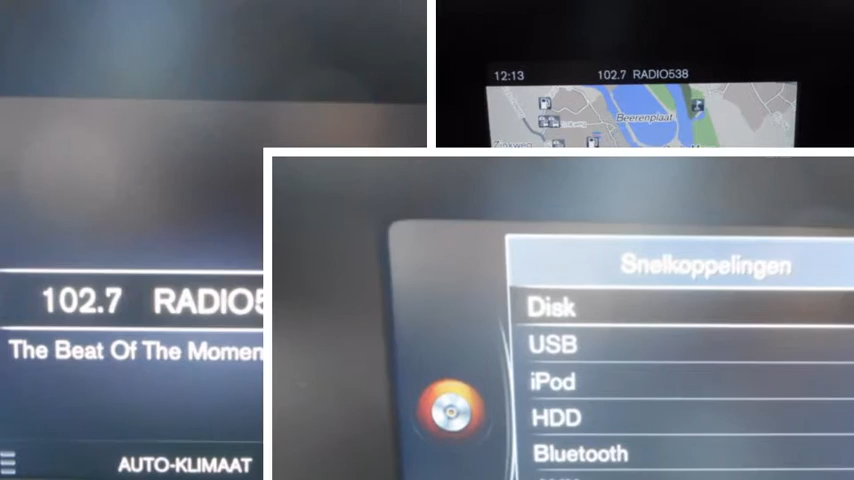 12:13 102.7 RADIO538
Beerenplaat
Zinkweg
102.7 RADIO5
The Beat Of The Momen
AUTO-KLIMAAT
Snelkoppelingen
Disk
USB
iPod
HDD
Bluetooth